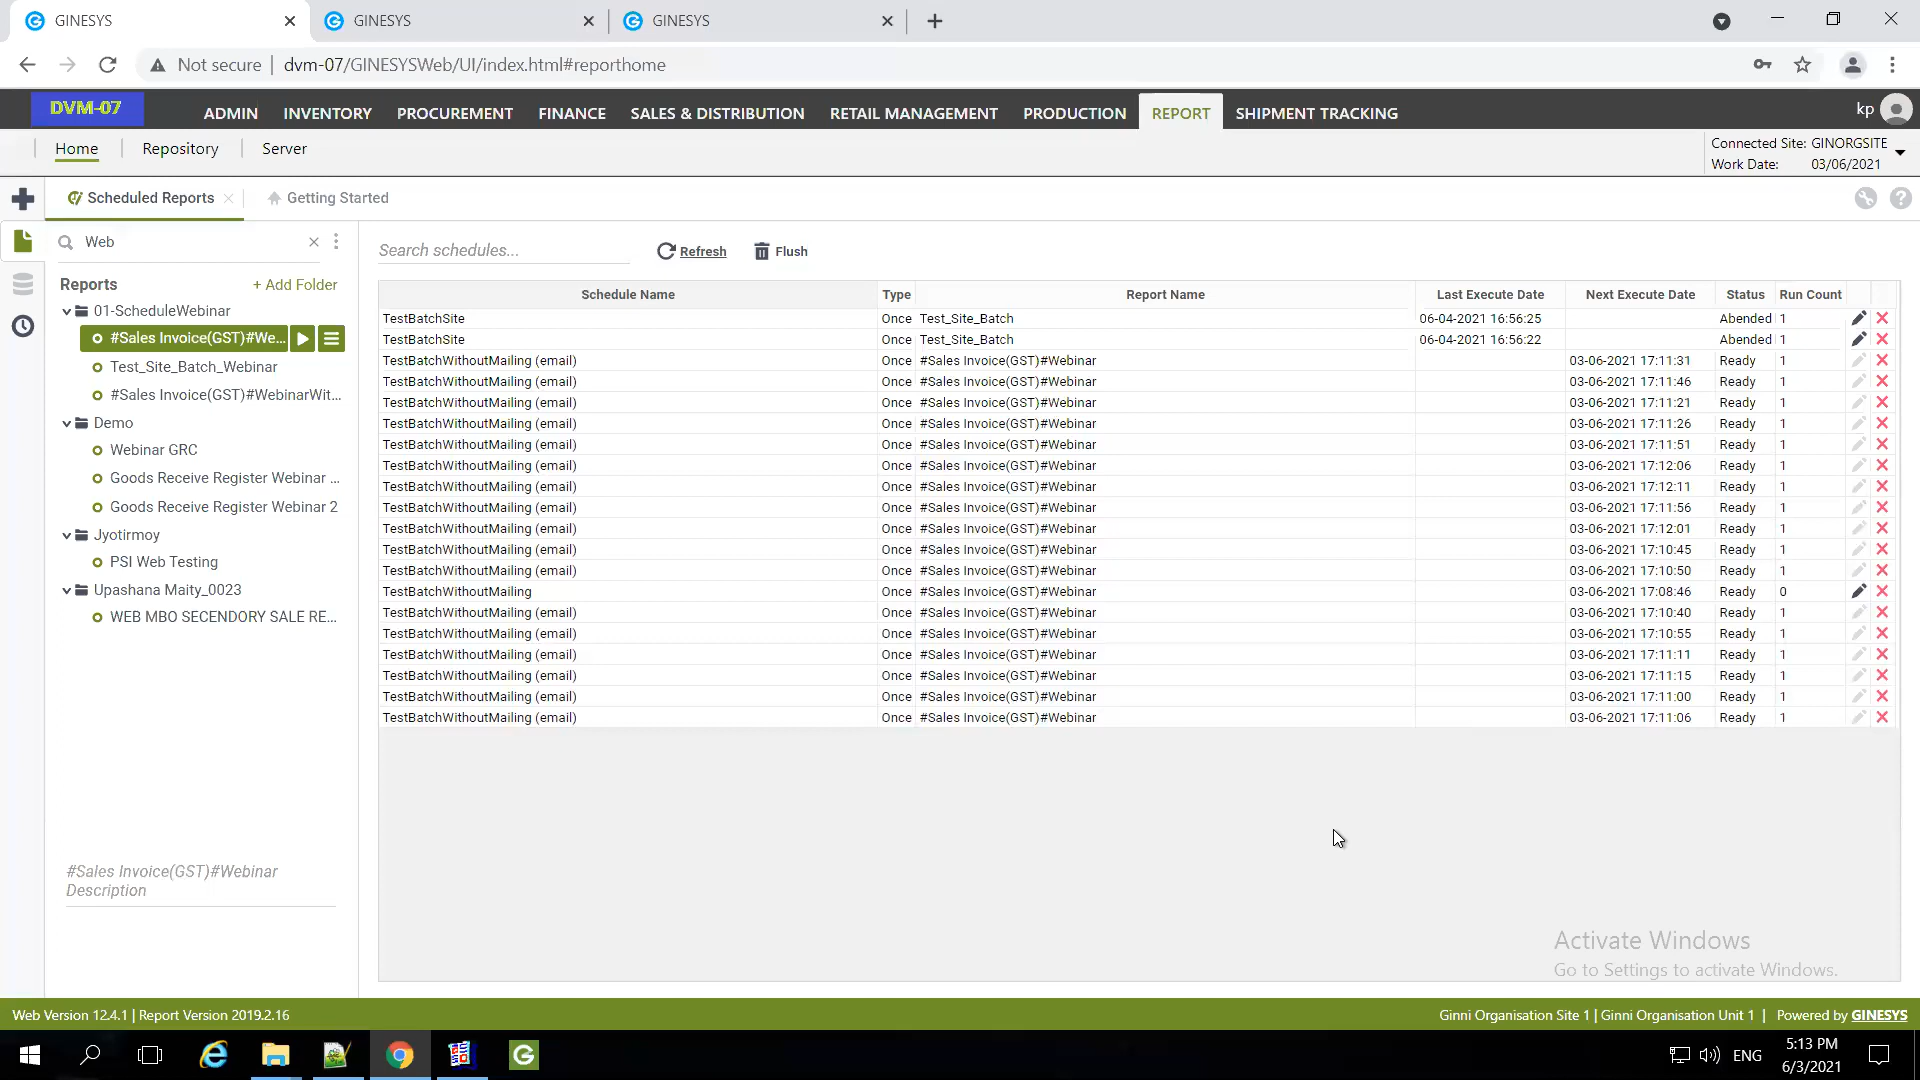 GINESYS
GINESYS
GINESYS
Not secure | dvm-07/GINESYSWeb/UI/index.html#reporthome
DVM-07
ADMIN INVENTORY PROCUREMENT FINANCE SALES & DISTRIBUTION RETAIL MANAGEMENT PRODUCTION REPORT SHIPMENT TRACKING
kp
Home Repository Server
Connected Site: GINORGSITE
Work Date: 03/06/2021
Scheduled Reports Getting Started
Web
Search schedules... Refresh Flush
Reports + Add Folder
01-ScheduleWebinar
#Sales Invoice(GST)#We...
Test_Site_Batch_Webinar
#Sales Invoice(GST)#WebinarWit...
Demo
Webinar GRC
Goods Receive Register Webinar ...
Goods Receive Register Webinar 2
Jyotirmoy
PSI Web Testing
Upashana Maity_0023
WEB MBO SECENDORY SALE RE...
#Sales Invoice(GST)#Webinar
Description
Schedule Name Type Report Name Last Execute Date Next Execute Date Status Run Count
TestBatchSite Once Test_Site_Batch 06-04-2021 16:56:25 Abended 1
TestBatchSite Once Test_Site_Batch 06-04-2021 16:56:22 Abended 1
TestBatchWithoutMailing (email) Once #Sales Invoice(GST)#Webinar 03-06-2021 17:11:31 Ready 1
TestBatchWithoutMailing (email) Once #Sales Invoice(GST)#Webinar 03-06-2021 17:11:46 Ready 1
TestBatchWithoutMailing (email) Once #Sales Invoice(GST)#Webinar 03-06-2021 17:11:21 Ready 1
TestBatchWithoutMailing (email) Once #Sales Invoice(GST)#Webinar 03-06-2021 17:11:26 Ready 1
TestBatchWithoutMailing (email) Once #Sales Invoice(GST)#Webinar 03-06-2021 17:11:51 Ready 1
TestBatchWithoutMailing (email) Once #Sales Invoice(GST)#Webinar 03-06-2021 17:12:06 Ready 1
TestBatchWithoutMailing (email) Once #Sales Invoice(GST)#Webinar 03-06-2021 17:12:11 Ready 1
TestBatchWithoutMailing (email) Once #Sales Invoice(GST)#Webinar 03-06-2021 17:11:56 Ready 1
TestBatchWithoutMailing (email) Once #Sales Invoice(GST)#Webinar 03-06-2021 17:12:01 Ready 1
TestBatchWithoutMailing (email) Once #Sales Invoice(GST)#Webinar 03-06-2021 17:10:45 Ready 1
TestBatchWithoutMailing (email) Once #Sales Invoice(GST)#Webinar 03-06-2021 17:10:50 Ready 1
TestBatchWithoutMailing Once #Sales Invoice(GST)#Webinar 03-06-2021 17:08:46 Ready 0
TestBatchWithoutMailing (email) Once #Sales Invoice(GST)#Webinar 03-06-2021 17:10:40 Ready 1
TestBatchWithoutMailing (email) Once #Sales Invoice(GST)#Webinar 03-06-2021 17:10:55 Ready 1
TestBatchWithoutMailing (email) Once #Sales Invoice(GST)#Webinar 03-06-2021 17:11:11 Ready 1
TestBatchWithoutMailing (email) Once #Sales Invoice(GST)#Webinar 03-06-2021 17:11:15 Ready 1
TestBatchWithoutMailing (email) Once #Sales Invoice(GST)#Webinar 03-06-2021 17:11:00 Ready 1
TestBatchWithoutMailing (email) Once #Sales Invoice(GST)#Webinar 03-06-2021 17:11:06 Ready 1
Activate Windows
Go to Settings to activate Windows.
Web Version 12.4.1 | Report Version 2019.2.16
Ginni Organisation Site 1 | Ginni Organisation Unit 1 | Powered by GINESYS
ENG
5:13 PM
6/3/2021